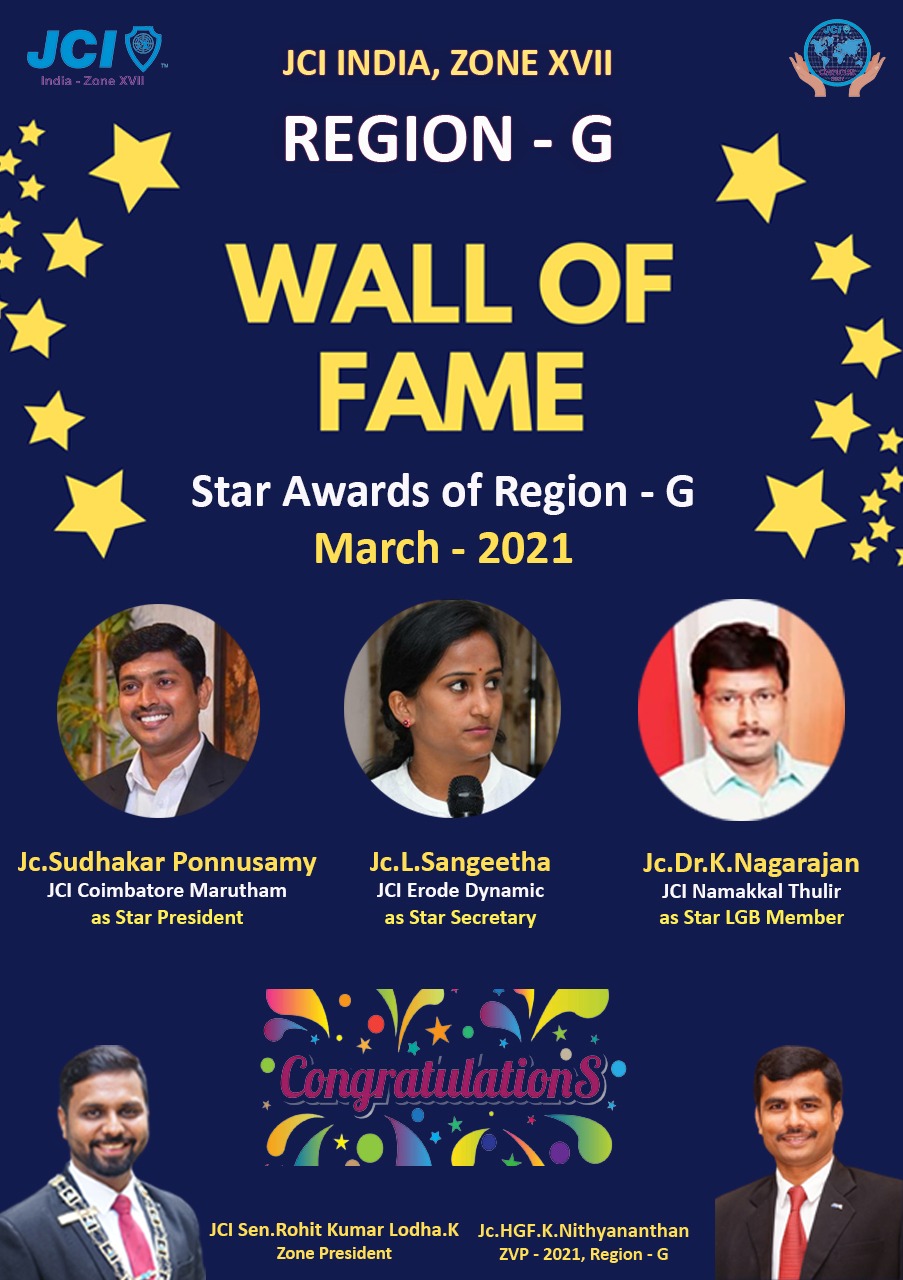 JCI
TM
India - Zone XVII
JCI INDIA, ZONE XVII
JCI
REGION - G
WALL OF
FAME
Star Awards of Region - G
March - 2021
Jc.Sudhakar Ponnusamy
JCI Coimbatore Marutham
as Star President
Jc.L.Sangeetha
JCI Erode Dynamic
as Star Secretary
Jc.Dr.K.Nagarajan
JCI Namakkal Thulir
as Star LGB Member
CongratulationS
JCI Sen.Rohit Kumar Lodha.K
Zone President
Jc.HGF.K.Nithyananthan
ZVP - 2021, Region - G